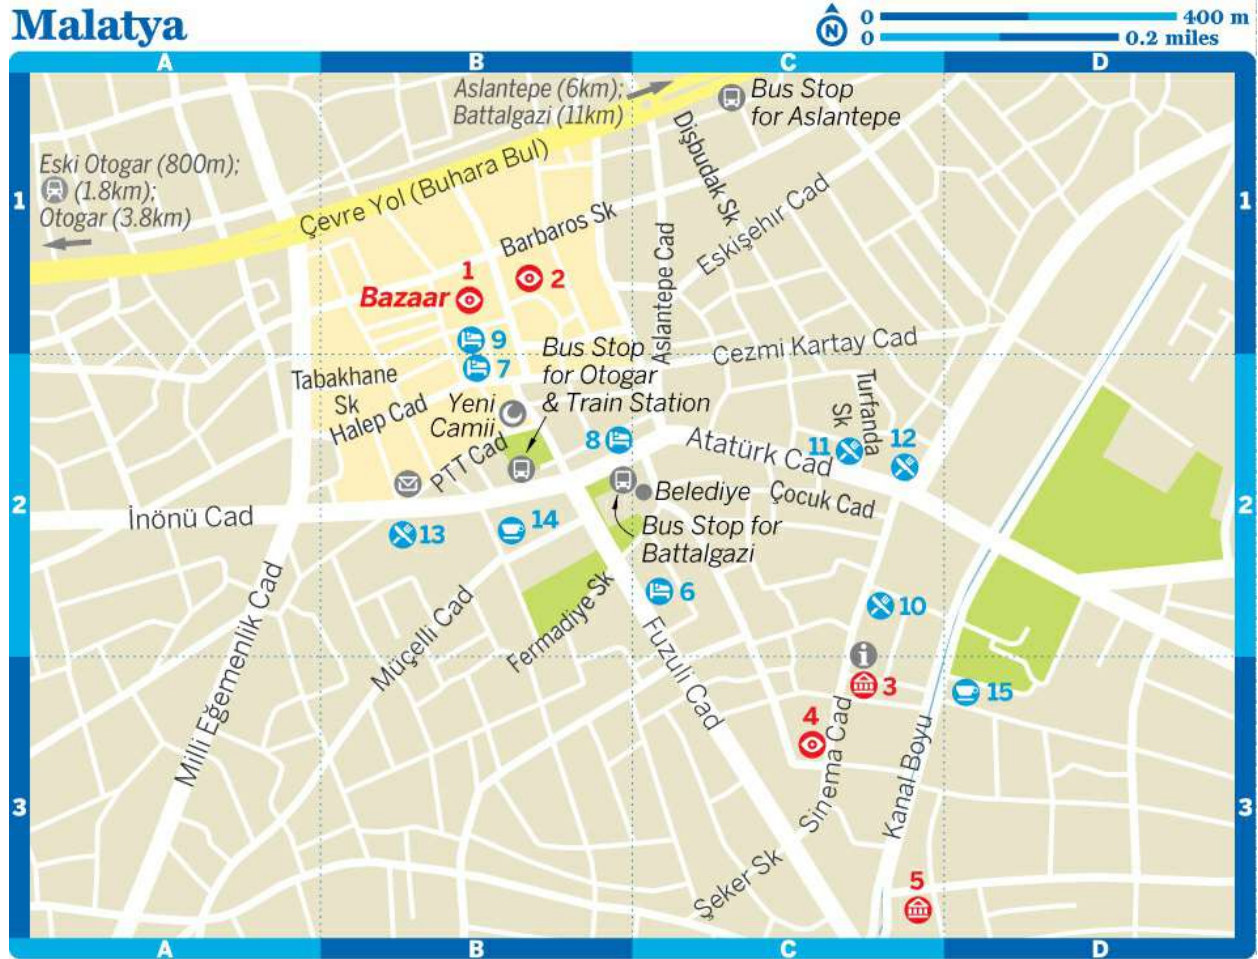 Malatya
N
0 400 m
0 0.2 miles
A B C D
Aslantepe (6km);
Battalgazi (11km)
Bus Stop
for Aslantepe
Eski Otogar (800m);
(1.8km);
Otogar (3.8km)
1
1
Çevre Yol (Buhara Bul)
Dişbudak Sk
Eskişehir Cad
Barbaros Sk
Aslantepe Cad
1
Bazaar
2
9
7
Bus Stop
for Otogar
& Train Station
Cezmi Kartay Cad
Tabakhane
Sk
Halep Cad
Yeni
Camii
PTT Cad
8
Atatürk Cad
Turfanda
Sk
11
12
2
2
İnönü Cad
13
14
Belediye
Çocuk Cad
Bus Stop for
Battalgazi
6
10
Milli Eğemenlik Cad
Müçelli Cad
Fermadiye Sk
Fuzuli Cad
i
3
4
15
Sinema Cad
Kanal Boyu
3
3
Şeker Sk
5
A B C D